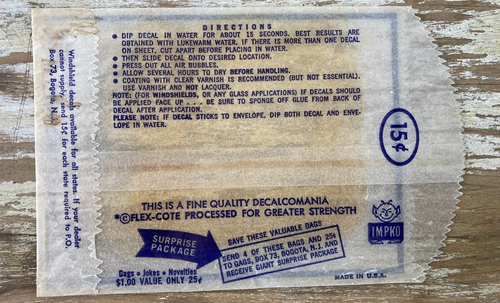 DIRECTIONS
• DIP DECAL IN WATER FOR ABOUT 15 SECONDS. BEST RESULTS ARE
OBTAINED WITH LUKEWARM WATER. IF THERE IS MORE THAN ONE DECAL
ON SHEET, CUT APART BEFORE PLACING IN WATER.
• THEN SLIDE DECAL ONTO DESIRED LOCATION.
• PRESS OUT ALL AIR BUBBLES.
• ALLOW SEVERAL HOURS TO DRY BEFORE HANDLING.
• COATING WITH CLEAR VARNISH IS RECOMMENDED (BUT NOT ESSENTIAL).
USE VARNISH AND NOT LACQUER.
NOTE: (FOR WINDSHIELDS, OR ANY GLASS APPLICATIONS) IF DECALS SHOULD
BE APPLIED FACE UP . . . BE SURE TO SPONGE OFF GLUE FROM BACK OF
DECAL AFTER APPLICATION.
PLEASE NOTE: IF DECAL STICKS TO ENVELOPE, DIP BOTH DECAL AND ENVE-
LOPE IN WATER.
Windshield decals available for all states. If your dealer
cannot supply, send 15¢ for each state required to P.O.
Box 73, Bogota, N. J.
15¢
THIS IS A FINE QUALITY DECALCOMANIA
*©FLEX-COTE PROCESSED FOR GREATER STRENGTH
SURPRISE
PACKAGE
Gags • Jokes • Novelties
$1.00 VALUE ONLY 25¢
SAVE THESE VALUABLE BAGS
SEND 4 OF THESE BAGS AND 25¢
TO GAGS, BOX 73, BOGOTA, N.J. AND
RECEIVE GIANT SURPRISE PACKAGE
IMPKO
MADE IN U.S.A.